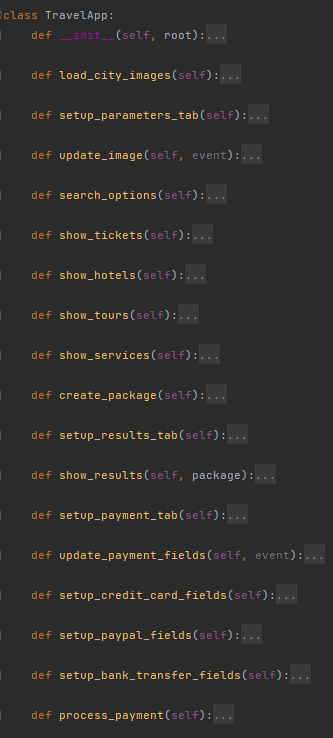 class TravelApp:
def __init__(self, root):...
def load_city_images(self):...
def setup_parameters_tab(self):...
def update_image(self, event):...
def search_options(self):...
def show_tickets(self):...
def show_hotels(self):...
def show_tours(self):...
def show_services(self):...
def create_package(self):...
def setup_results_tab(self):...
def show_results(self, package):...
def setup_payment_tab(self):...
def update_payment_fields(self, event):...
def setup_credit_card_fields(self):...
def setup_paypal_fields(self):...
def setup_bank_transfer_fields(self):...
def process_payment(self):...